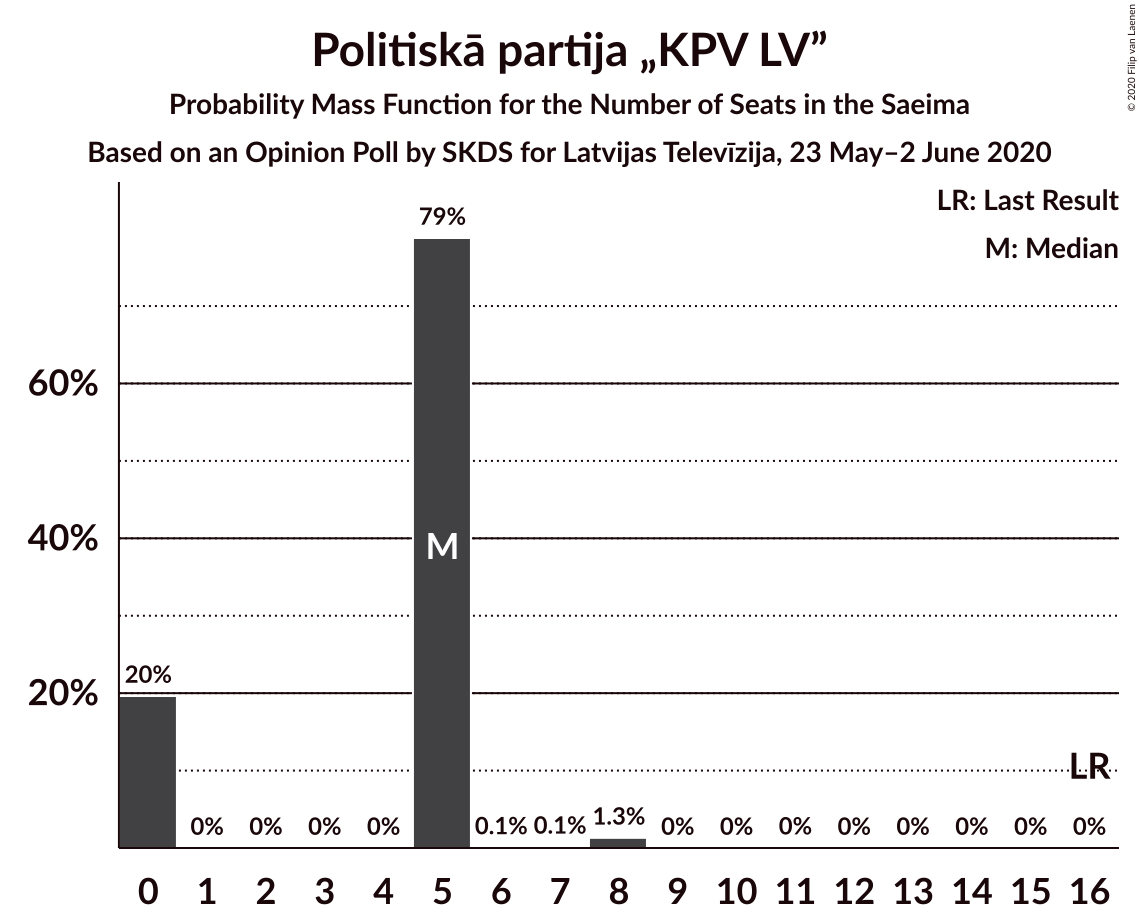 Politiskā partija „KPV LV”
Probability Mass Function for the Number of Seats in the Saeima
Based on an Opinion Poll by SKDS for Latvijas Televīzija, 23 May–2 June 2020
© 2020 Filip van Laenen
LR: Last Result
M: Median
79%
60%
40%
M
20%
20%
LR
0% 0% 0% 0% 0.1% 0.1% 1.3% 0% 0% 0% 0% 0% 0% 0% 0%
0 1 2 3 4 5 6 7 8 9 10 11 12 13 14 15 16